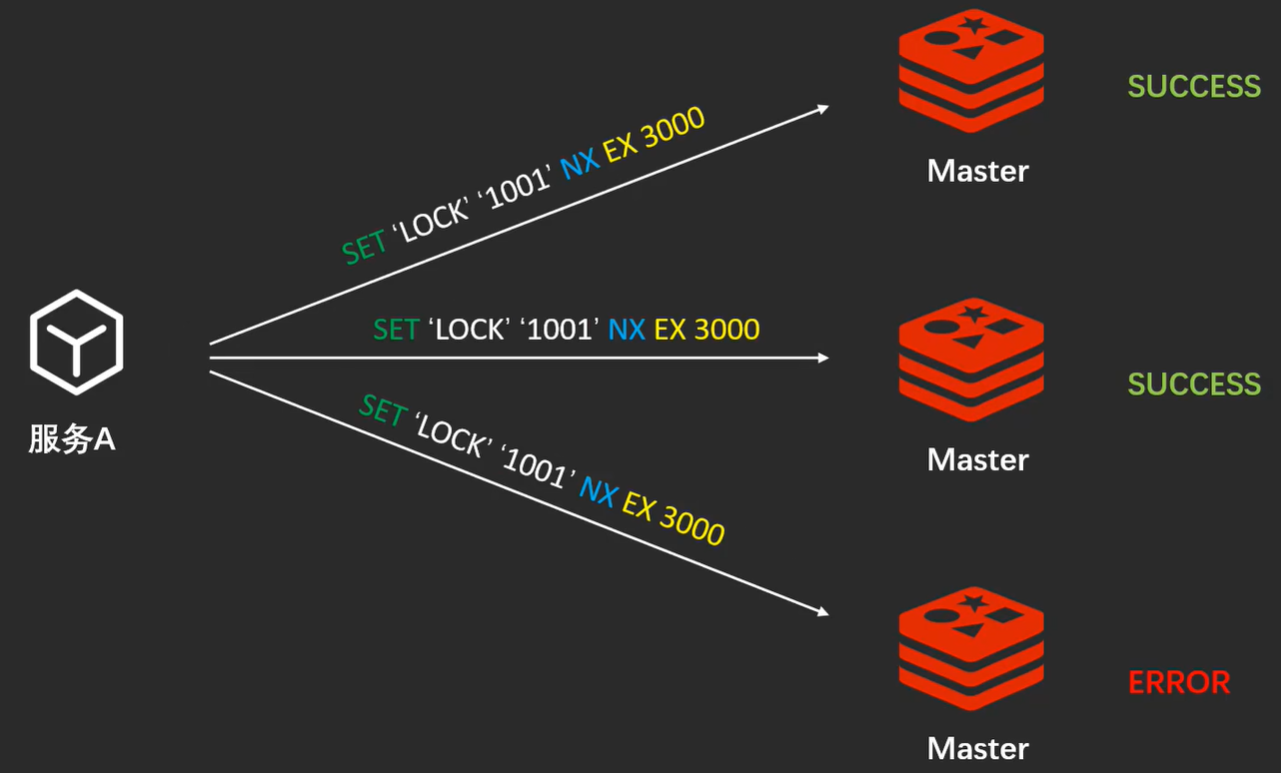 SET ‘LOCK’ ‘1001’ NX EX 3000
SUCCESS
Master
SET ‘LOCK’ ‘1001’ NX EX 3000
SUCCESS
Master
服务A
SET ‘LOCK’ ‘1001’ NX EX 3000
ERROR
Master